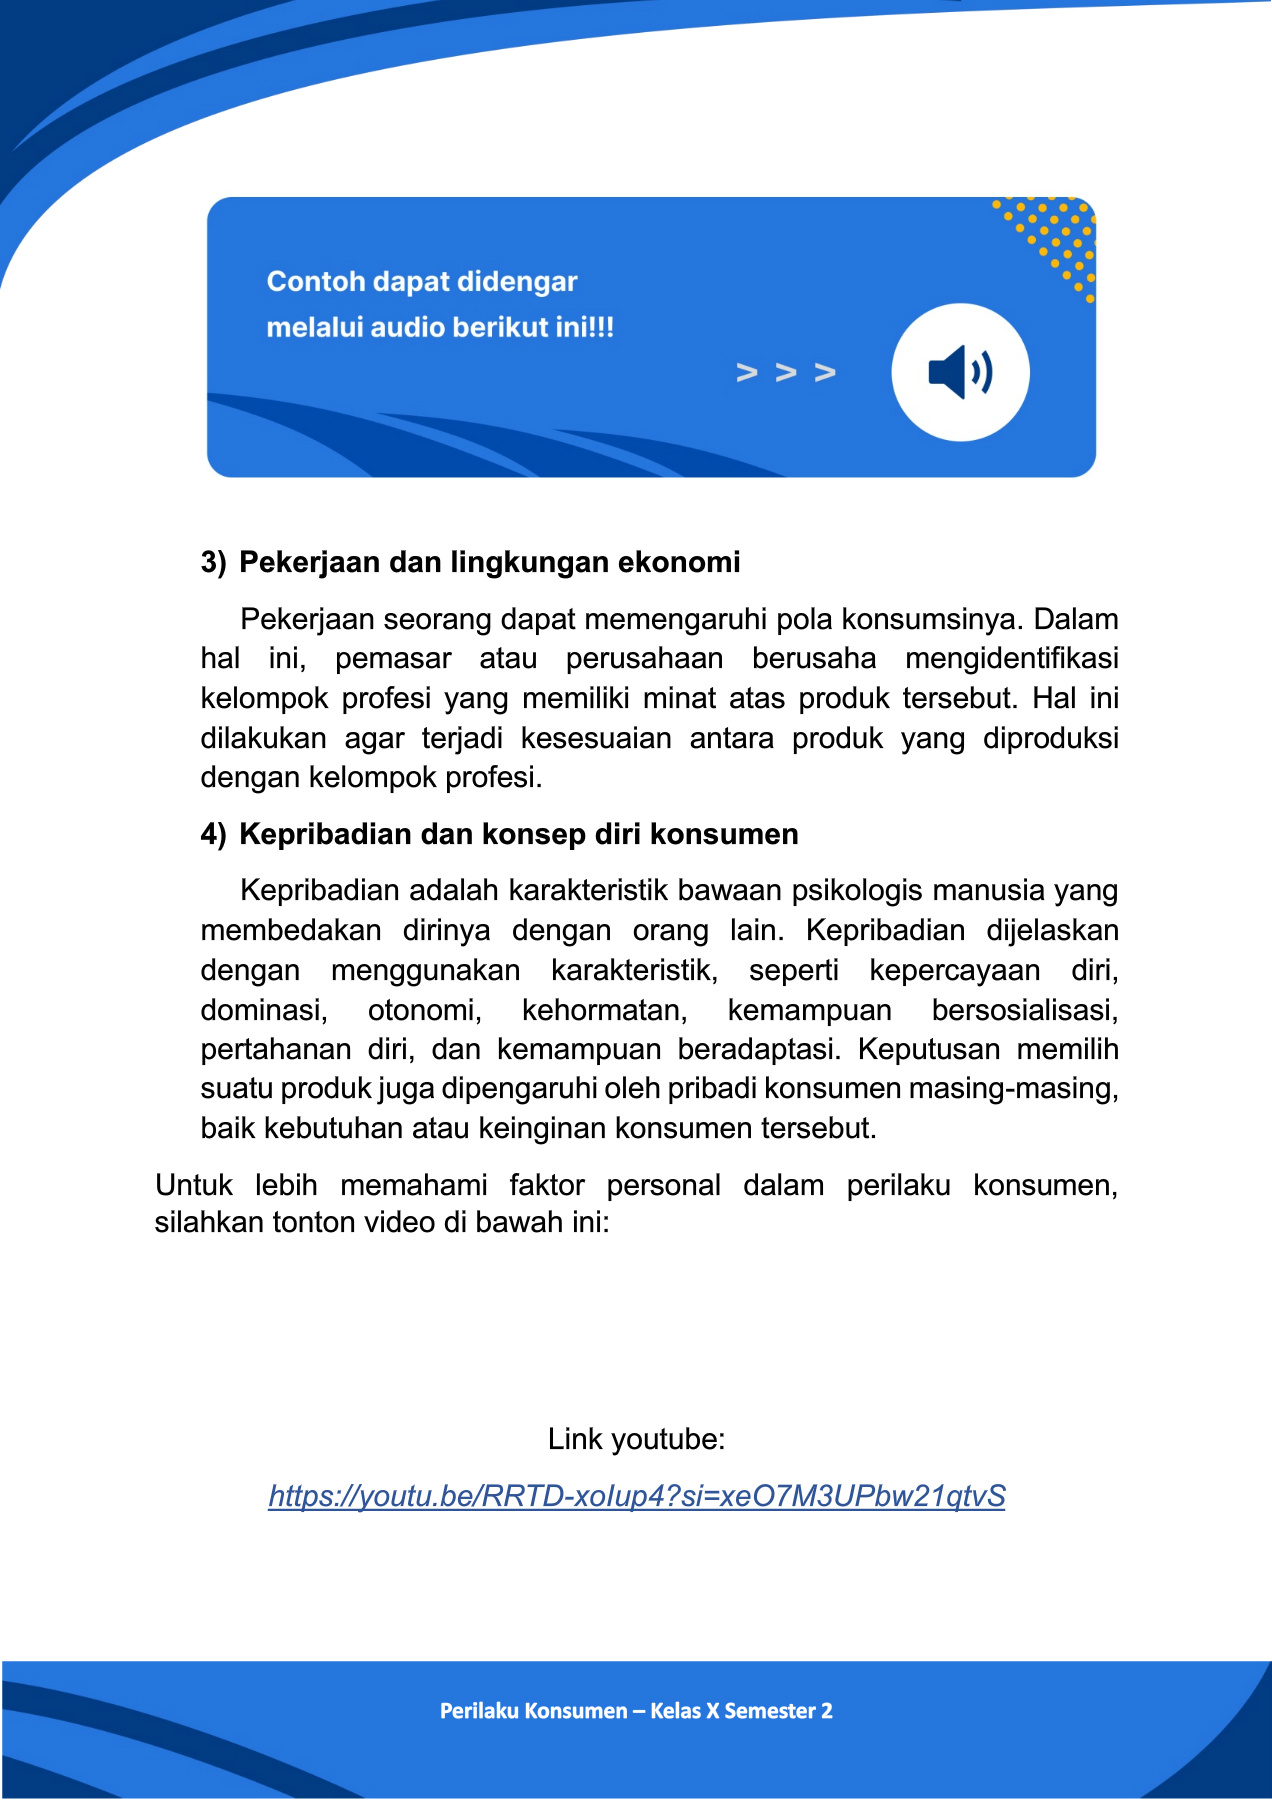 Contoh dapat didengar
melalui audio berikut ini!!!
> > >
3) Pekerjaan dan lingkungan ekonomi
Pekerjaan seorang dapat memengaruhi pola konsumsinya. Dalam
hal ini, pemasar atau perusahaan berusaha mengidentifikasi
kelompok profesi yang memiliki minat atas produk tersebut. Hal ini
dilakukan agar terjadi kesesuaian antara produk yang diproduksi
dengan kelompok profesi.
4) Kepribadian dan konsep diri konsumen
Kepribadian adalah karakteristik bawaan psikologis manusia yang
membedakan dirinya dengan orang lain. Kepribadian dijelaskan
dengan menggunakan karakteristik, seperti kepercayaan diri,
dominasi, otonomi, kehormatan, kemampuan bersosialisasi,
pertahanan diri, dan kemampuan beradaptasi. Keputusan memilih
suatu produk juga dipengaruhi oleh pribadi konsumen masing-masing,
baik kebutuhan atau keinginan konsumen tersebut.
Untuk lebih memahami faktor personal dalam perilaku konsumen,
silahkan tonton video di bawah ini:
Link youtube:
https://youtu.be/RRTD-xoIup4?si=xeO7M3UPbw21qtvS
Perilaku Konsumen – Kelas X Semester 2